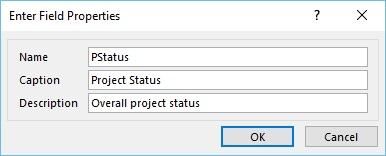 Enter Field Properties ? ×
Name PStatus
Caption Project Status
Description Overall project status
OK Cancel